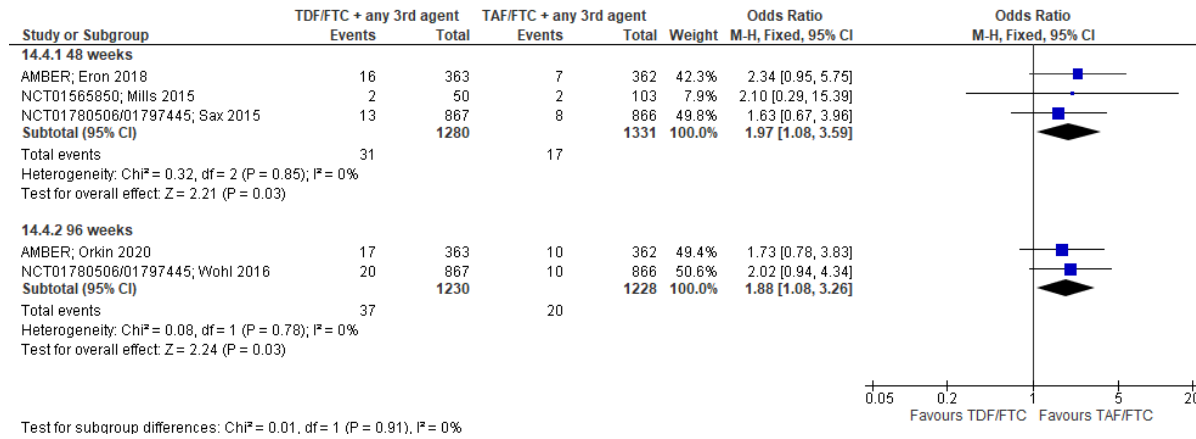 TDF/FTC + any 3rd agent TAF/FTC + any 3rd agent Odds Ratio Odds Ratio
Study or Subgroup Events Total Events Total Weight M-H, Fixed, 95% CI M-H, Fixed, 95% CI
14.4.1 48 weeks
AMBER; Eron 2018 16 363 7 362 42.3% 2.34 [0.95, 5.75]
NCT01565850; Mills 2015 2 50 2 103 7.9% 2.10 [0.29, 15.39]
NCT01780506/01797445; Sax 2015 13 867 8 866 49.8% 1.63 [0.67, 3.96]
Subtotal (95% CI) 1280 1331 100.0% 1.97 [1.08, 3.59]
Total events 31 17
Heterogeneity: Chi² = 0.32, df = 2 (P = 0.85); I² = 0%
Test for overall effect: Z = 2.21 (P = 0.03)
14.4.2 96 weeks
AMBER; Orkin 2020 17 363 10 362 49.4% 1.73 [0.78, 3.83]
NCT01780506/01797445; Wohl 2016 20 867 10 866 50.6% 2.02 [0.94, 4.34]
Subtotal (95% CI) 1230 1228 100.0% 1.88 [1.08, 3.26]
Total events 37 20
Heterogeneity: Chi² = 0.08, df = 1 (P = 0.78); I² = 0%
Test for overall effect: Z = 2.24 (P = 0.03)
0.05 0.2 1 5 20
Favours TDF/FTC Favours TAF/FTC
Test for subgroup differences: Chi² = 0.01, df = 1 (P = 0.91), I² = 0%